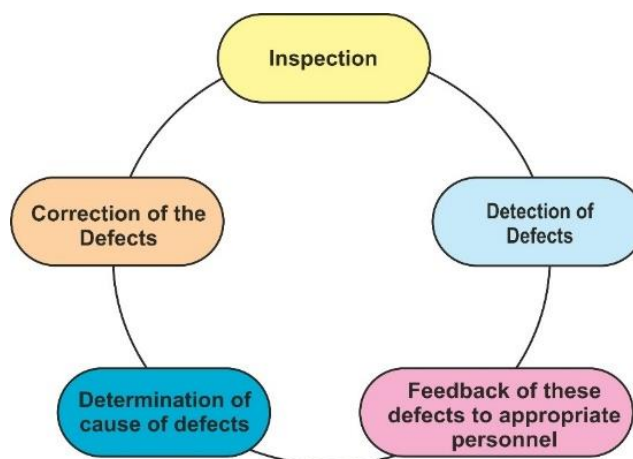 Inspection
Detection of
Defects
Feedback of these
defects to appropriate
personnel
Determination of
cause of defects
Correction of the
Defects